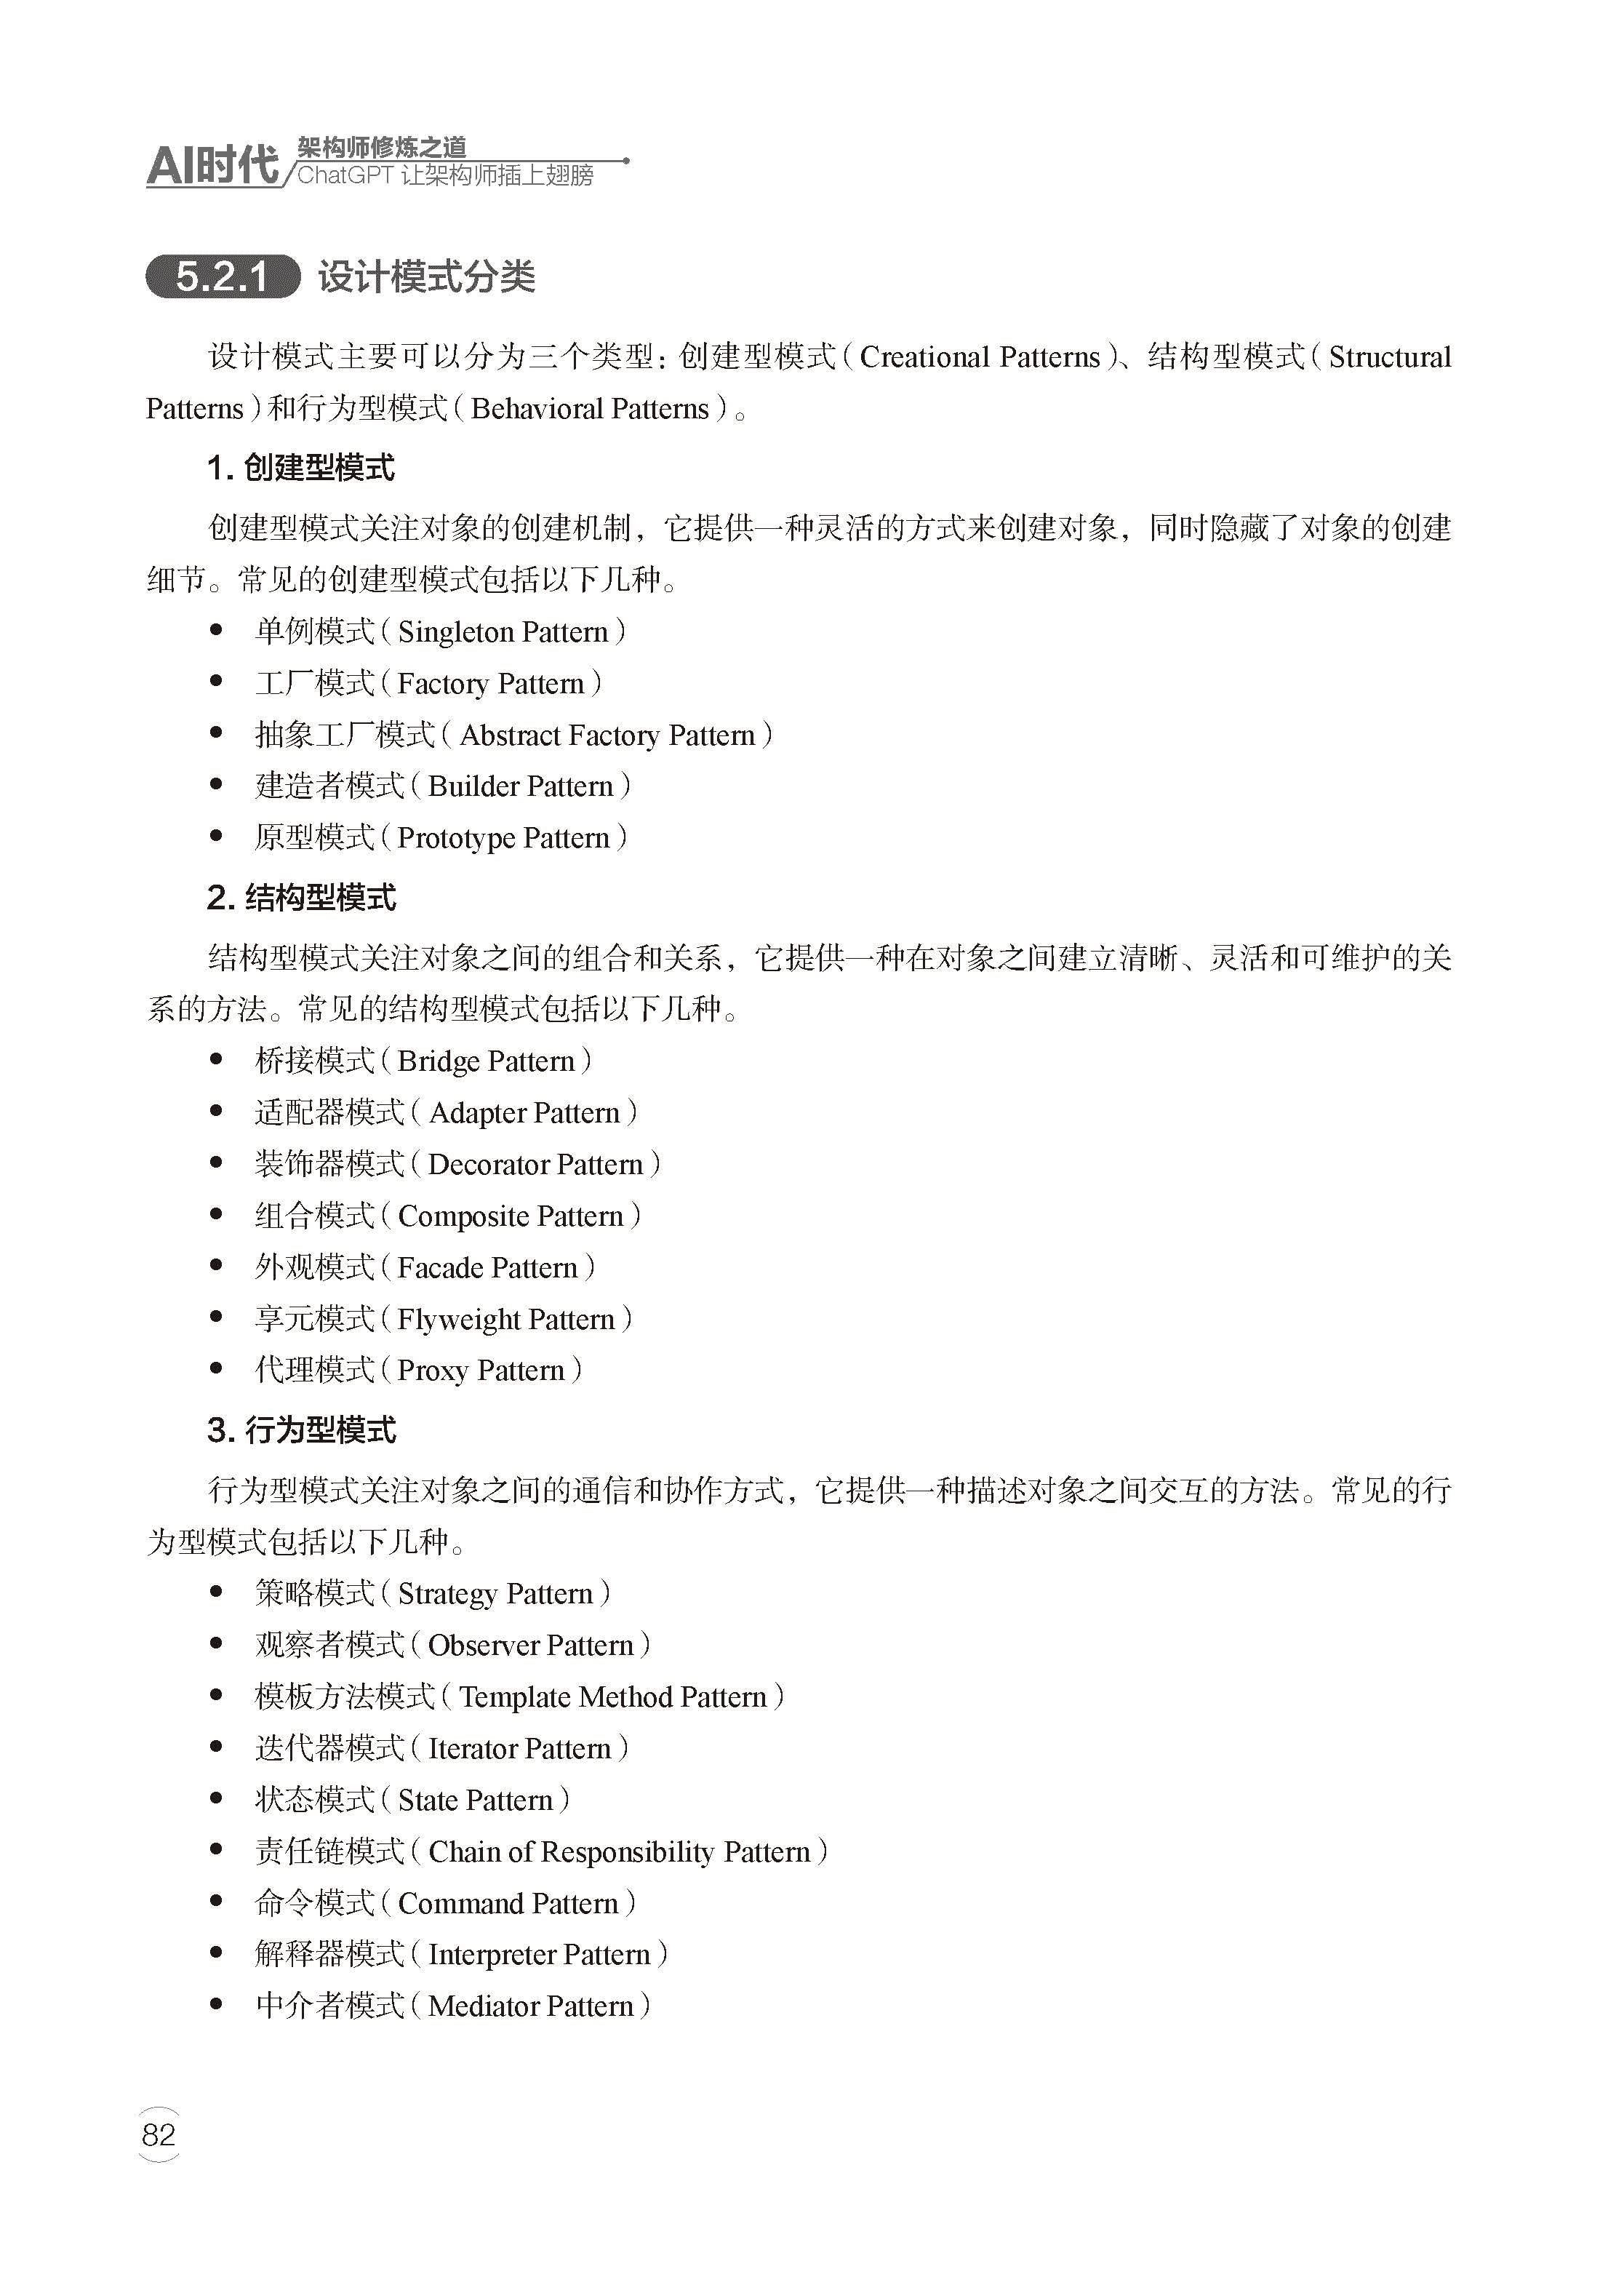 AI时代
架构师修炼之道
ChatGPT 让架构师插上翅膀
5.2.1 设计模式分类
设计模式主要可以分为三个类型：创建型模式（Creational Patterns）、结构型模式（Structural
Patterns）和行为型模式（Behavioral Patterns）。
1. 创建型模式
创建型模式关注对象的创建机制，它提供一种灵活的方式来创建对象，同时隐藏了对象的创建
细节。常见的创建型模式包括以下几种。
● 单例模式（Singleton Pattern）
● 工厂模式（Factory Pattern）
● 抽象工厂模式（Abstract Factory Pattern）
● 建造者模式（Builder Pattern）
● 原型模式（Prototype Pattern）
2. 结构型模式
结构型模式关注对象之间的组合和关系，它提供一种在对象之间建立清晰、灵活和可维护的关
系的方法。常见的结构型模式包括以下几种。
● 桥接模式（Bridge Pattern）
● 适配器模式（Adapter Pattern）
● 装饰器模式（Decorator Pattern）
● 组合模式（Composite Pattern）
● 外观模式（Facade Pattern）
● 享元模式（Flyweight Pattern）
● 代理模式（Proxy Pattern）
3. 行为型模式
行为型模式关注对象之间的通信和协作方式，它提供一种描述对象之间交互的方法。常见的行
为型模式包括以下几种。
● 策略模式（Strategy Pattern）
● 观察者模式（Observer Pattern）
● 模板方法模式（Template Method Pattern）
● 迭代器模式（Iterator Pattern）
● 状态模式（State Pattern）
● 责任链模式（Chain of Responsibility Pattern）
● 命令模式（Command Pattern）
● 解释器模式（Interpreter Pattern）
● 中介者模式（Mediator Pattern）
82